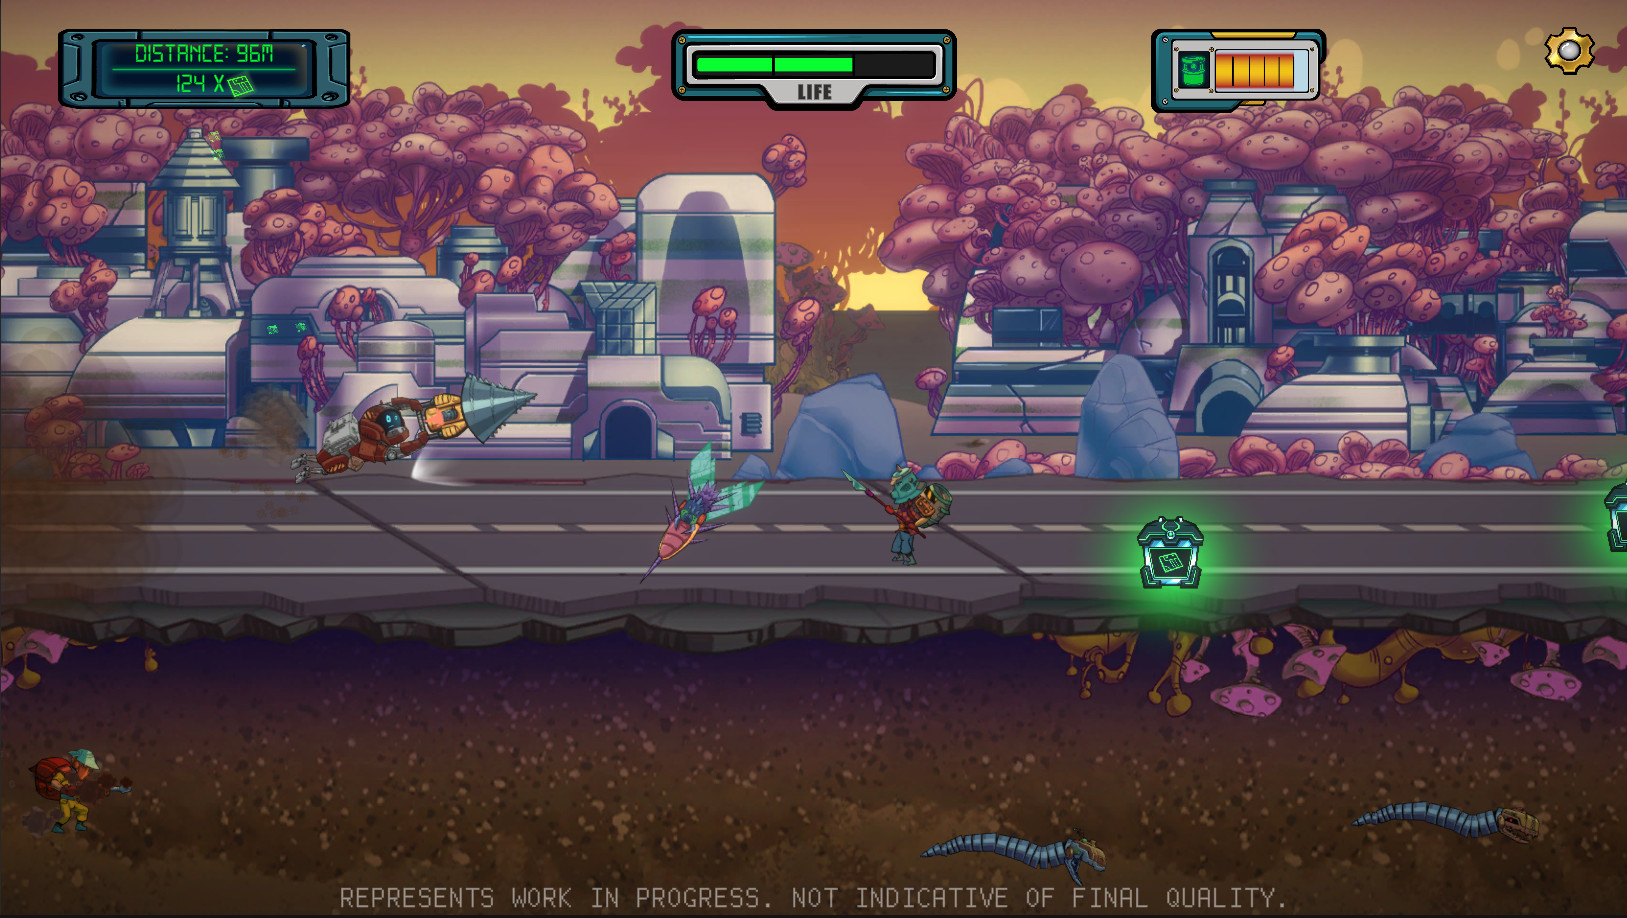 DISTANCE: 96M
124 X
LIFE
REPRESENTS WORK IN PROGRESS. NOT INDICATIVE OF FINAL QUALITY.